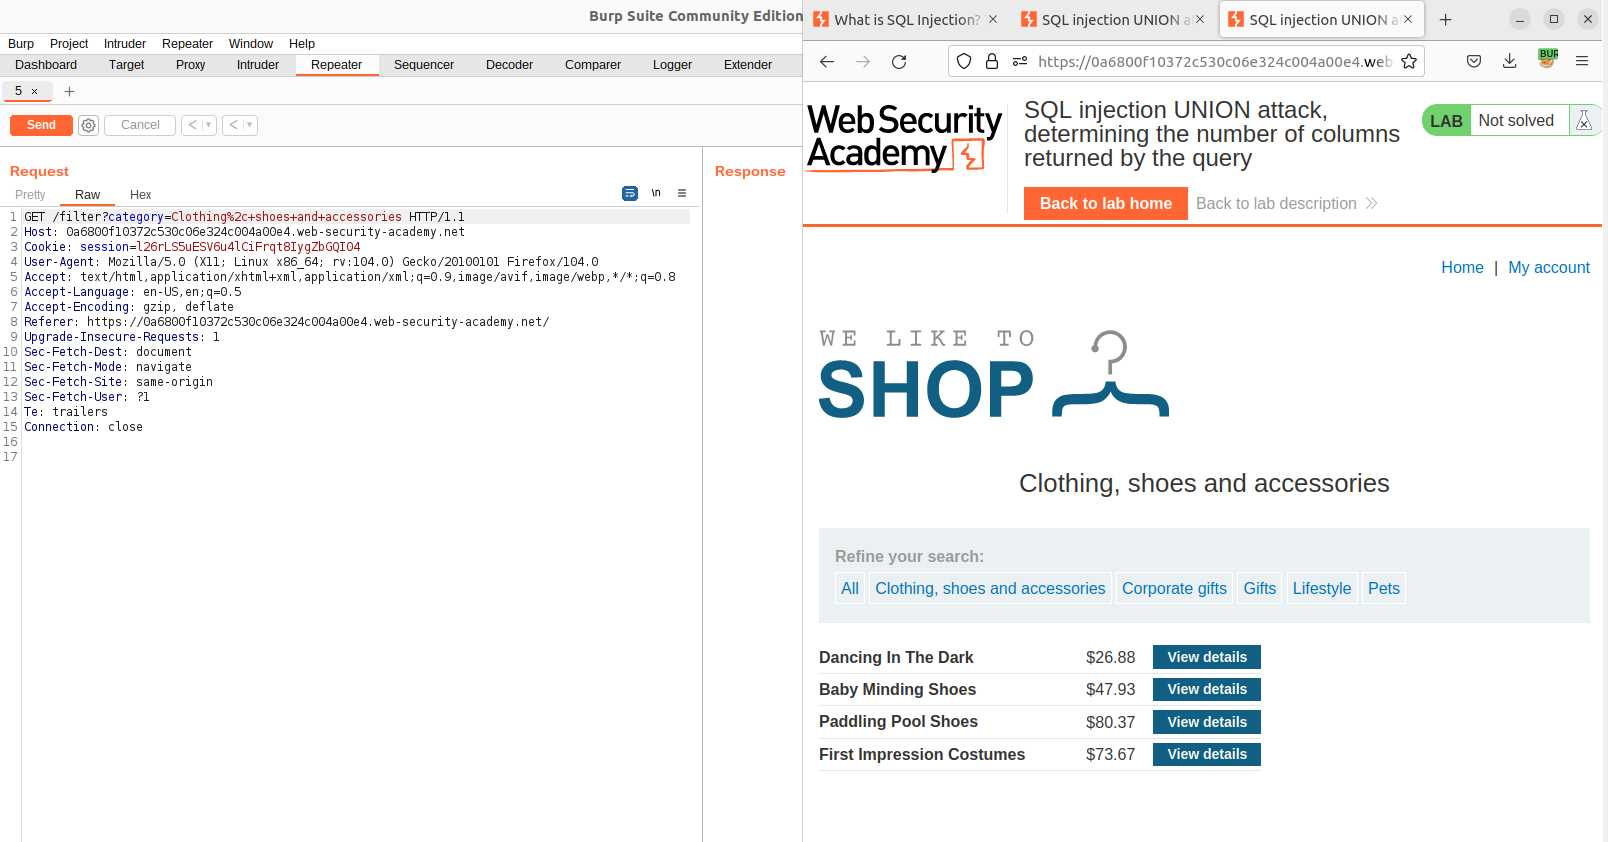 Burp Suite Community Edition
Burp Project Intruder Repeater Window Help
Dashboard Target Proxy Intruder Repeater Sequencer Decoder Comparer Logger Extender
5 × +
Send Cancel < ▾ < ▾
Request
Pretty Raw Hex \n
1 GET /filter?category=Clothing%2c+shoes+and+accessories HTTP/1.1
2 Host: 0a6800f10372c530c06e324c004a00e4.web-security-academy.net
3 Cookie: session=l26rLS5uESV6u4lCiFrqt8IygZbGQIO4
4 User-Agent: Mozilla/5.0 (X11; Linux x86_64; rv:104.0) Gecko/20100101 Firefox/104.0
5 Accept: text/html,application/xhtml+xml,application/xml;q=0.9,image/avif,image/webp,*/*;q=0.8
6 Accept-Language: en-US,en;q=0.5
7 Accept-Encoding: gzip, deflate
8 Referer: https://0a6800f10372c530c06e324c004a00e4.web-security-academy.net/
9 Upgrade-Insecure-Requests: 1
10 Sec-Fetch-Dest: document
11 Sec-Fetch-Mode: navigate
12 Sec-Fetch-Site: same-origin
13 Sec-Fetch-User: ?1
14 Te: trailers
15 Connection: close
16
17
Response
What is SQL Injection? × SQL injection UNION a × SQL injection UNION a × +
https://0a6800f10372c530c06e324c004a00e4.web
BUR
Web Security
Academy
SQL injection UNION attack,
determining the number of columns
returned by the query
LAB Not solved
Back to lab home Back to lab description
Home | My account
WE LIKE TO
SHOP
Clothing, shoes and accessories
Refine your search:
All Clothing, shoes and accessories Corporate gifts Gifts Lifestyle Pets
Dancing In The Dark $26.88 View details
Baby Minding Shoes $47.93 View details
Paddling Pool Shoes $80.37 View details
First Impression Costumes $73.67 View details